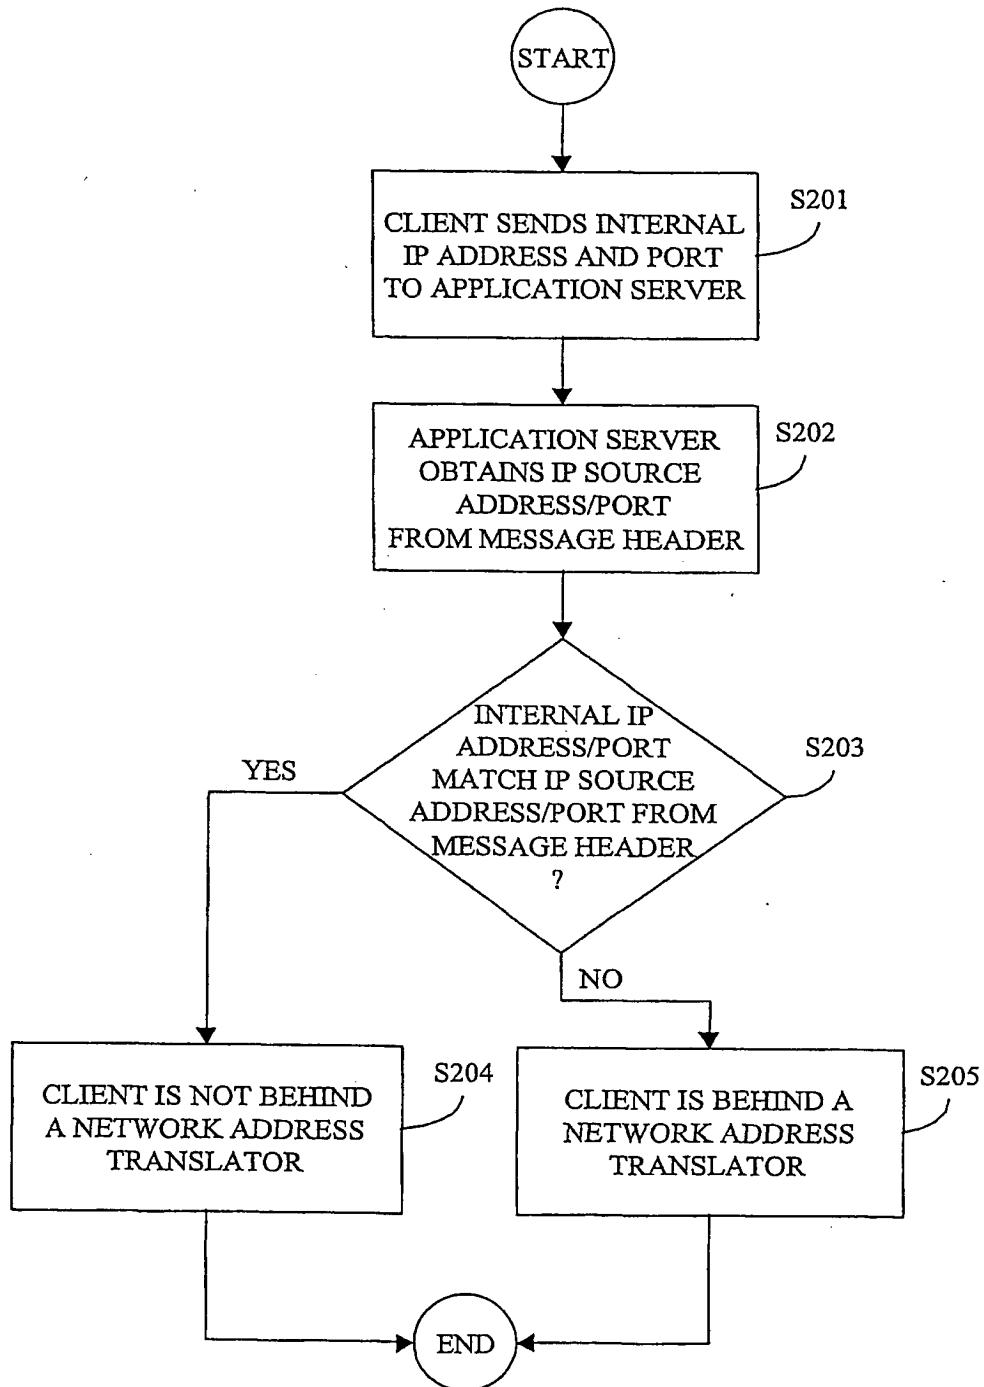 START
S201
CLIENT SENDS INTERNAL
IP ADDRESS AND PORT
TO APPLICATION SERVER
S202
APPLICATION SERVER
OBTAINS IP SOURCE
ADDRESS/PORT
FROM MESSAGE HEADER
S203
INTERNAL IP
ADDRESS/PORT
MATCH IP SOURCE
ADDRESS/PORT FROM
MESSAGE HEADER
?
YES
NO
S204
CLIENT IS NOT BEHIND
A NETWORK ADDRESS
TRANSLATOR
S205
CLIENT IS BEHIND A
NETWORK ADDRESS
TRANSLATOR
END